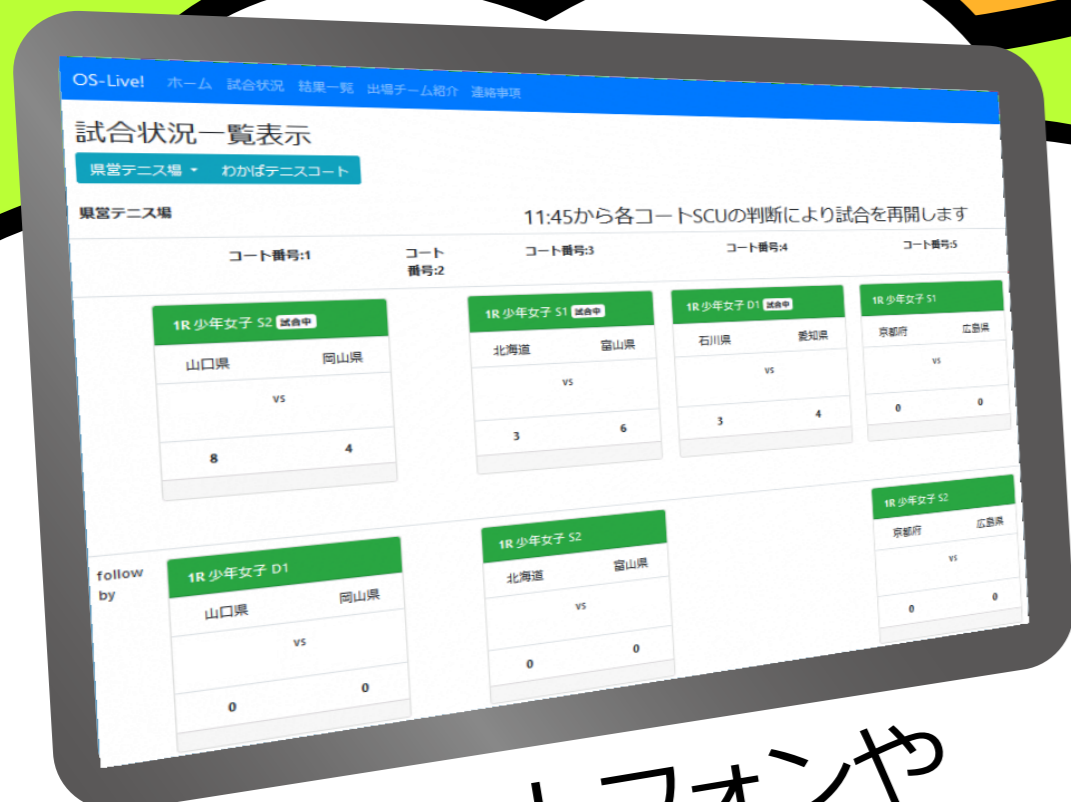 OS-Live! ホーム 試合状況 結果一覧 出場チーム紹介 連絡事項
試合状況一覧表示
県営テニス場 わかばテニスコート
県営テニス場 11:45から各コートSCUの判断により試合を再開します
コート番号:1 コート番号:2 コート番号:3 コート番号:4 コート番号:5
1R 少年女子 S2 試合中
山口県 岡山県
vs
8 4
1R 少年女子 S1 試合中
北海道 富山県
vs
3 6
1R 少年女子 D1 試合中
石川県 愛知県
vs
3 4
1R 少年女子 S1
京都府 広島県
vs
0 0
follow by
1R 少年女子 D1
山口県 岡山県
vs
0 0
1R 少年女子 S2
北海道 富山県
vs
0 0
1R 少年女子 S2
京都府 広島県
vs
0 0
トフォンや